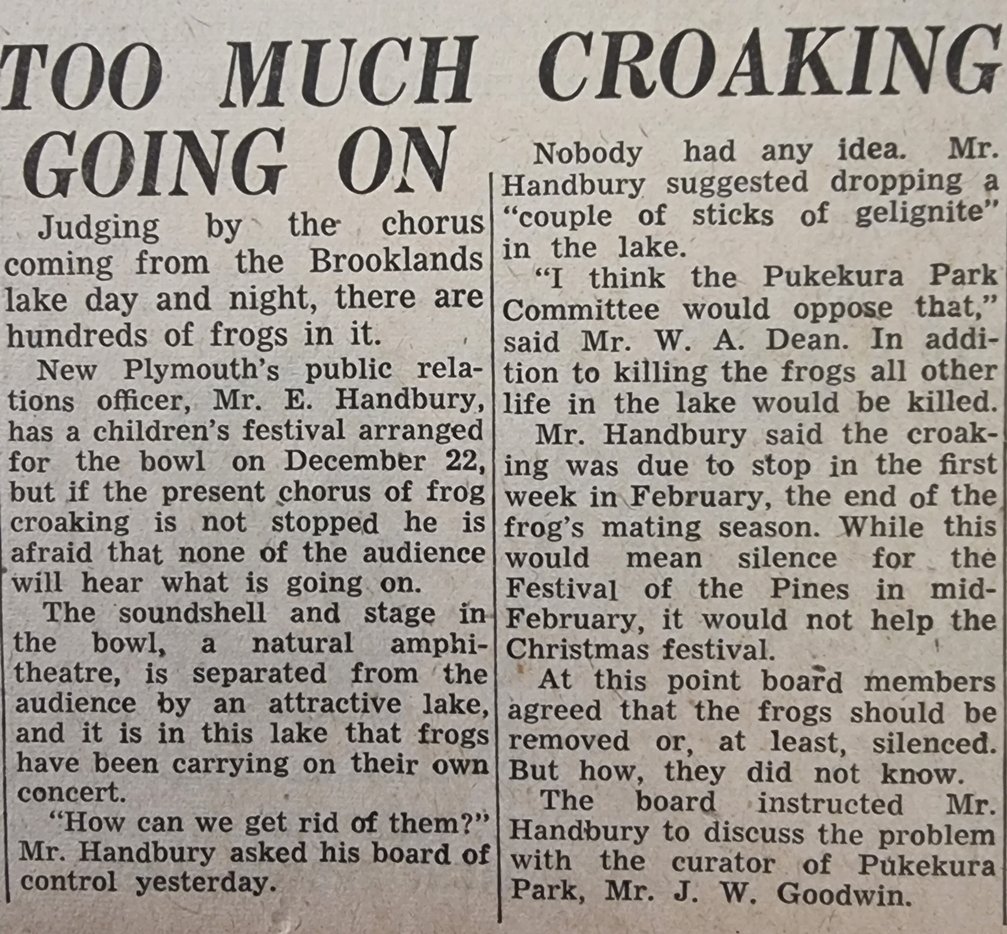 TOO MUCH CROAKING
GOING ON
Judging by the chorus
coming from the Brooklands
lake day and night, there are
hundreds of frogs in it.
New Plymouth's public rela-
tions officer, Mr. E. Handbury,
has a children's festival arranged
for the bowl on December 22,
but if the present chorus of frog
croaking is not stopped he is
afraid that none of the audience
will hear what is going on.
The soundshell and stage in
the bowl, a natural amphi-
theatre, is separated from the
audience by an attractive lake,
and it is in this lake that frogs
have been carrying on their own
concert.
"How can we get rid of them?"
Mr. Handbury asked his board of
control yesterday.
Nobody had any idea. Mr.
Handbury suggested dropping a
"couple of sticks of gelignite"
in the lake.
"I think the Pukekura Park
Committee would oppose that,"
said Mr. W. A. Dean. In addi-
tion to killing the frogs all other
life in the lake would be killed.
Mr. Handbury said the croak-
ing was due to stop in the first
week in February, the end of the
frog's mating season. While this
would mean silence for the
Festival of the Pines in mid-
February, it would not help the
Christmas festival.
At this point board members
agreed that the frogs should be
removed or, at least, silenced.
But how, they did not know.
The board instructed Mr.
Handbury to discuss the problem
with the curator of Pukekura
Park, Mr. J. W. Goodwin.